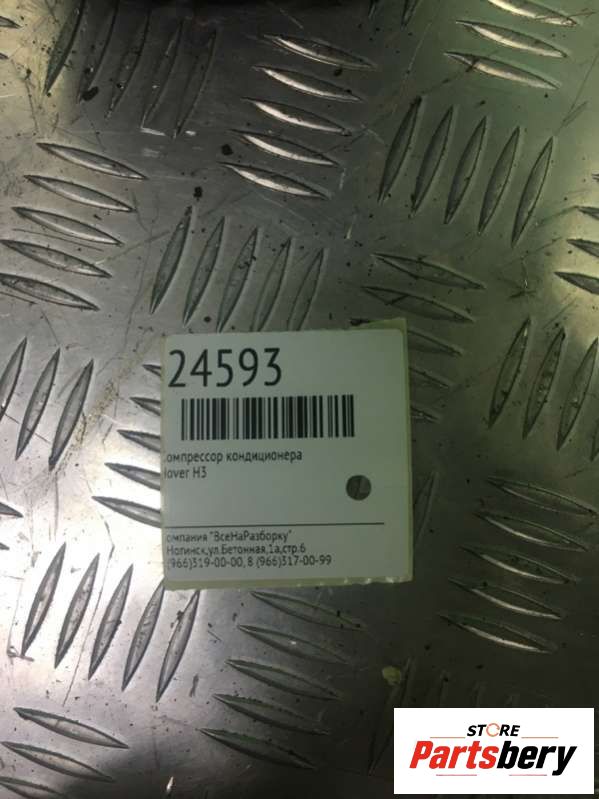 24593
омпрессор кондиционера
over H3
омпания "ВсеНаРазборку"
Ногинск,ул.Бетонная,1а,стр.6
(966)319-00-00, 8 (966)317-00-99
STORE
Partsbery